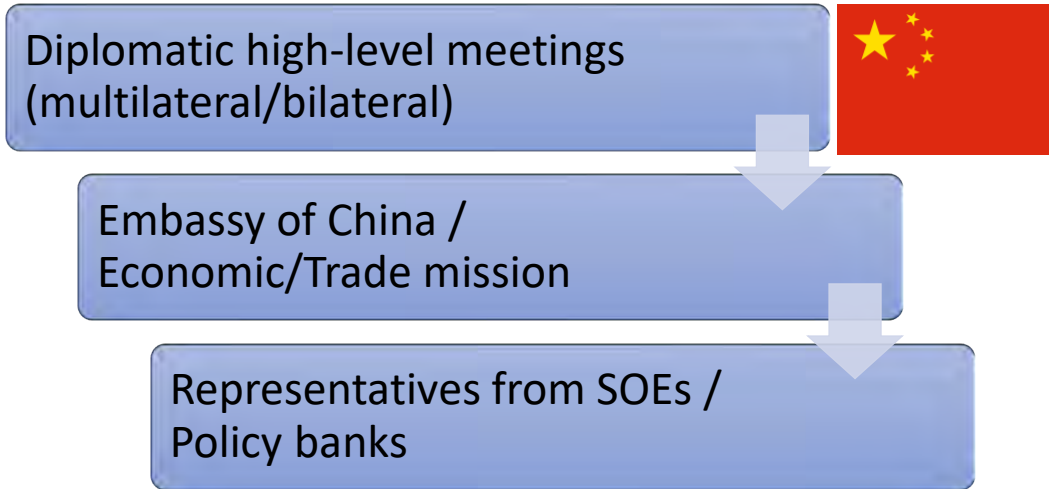 Diplomatic high-level meetings
(multilateral/bilateral)
Embassy of China /
Economic/Trade mission
Representatives from SOEs /
Policy banks